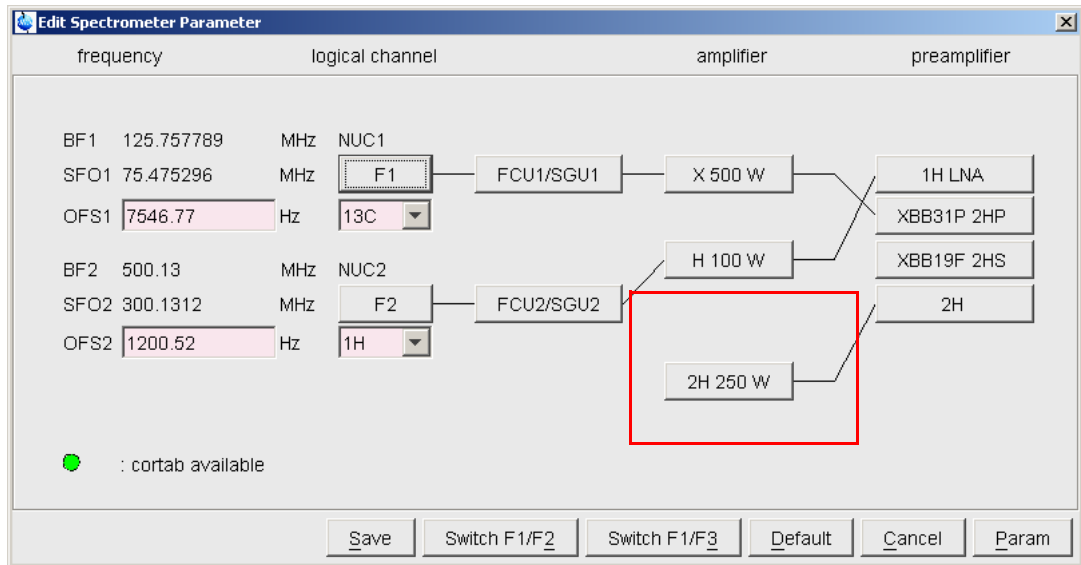 Edit Spectrometer Parameter
frequency logical channel amplifier preamplifier
BF1 125.757789 MHz NUC1
SFO1 75.475296 MHz F1 FCU1/SGU1 X 500 W 1H LNA
OFS1 7546.77 Hz 13C XBB31P 2HP
BF2 500.13 MHz NUC2 H 100 W XBB19F 2HS
SFO2 300.1312 MHz F2 FCU2/SGU2 2H
OFS2 1200.52 Hz 1H
2H 250 W
: cortab available
Save Switch F1/F2 Switch F1/F3 Default Cancel Param